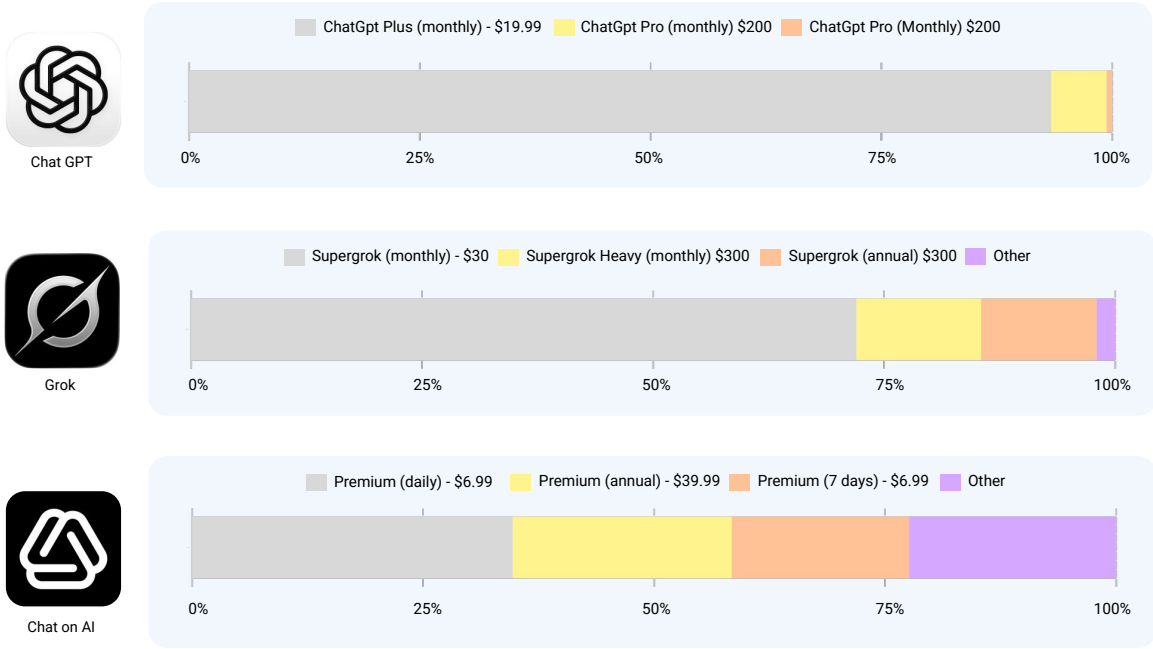 ChatGpt Plus (monthly) - $19.99 ChatGpt Pro (monthly) $200 ChatGpt Pro (Monthly) $200
0% 25% 50% 75% 100%
Chat GPT
Supergrok (monthly) - $30 Supergrok Heavy (monthly) $300 Supergrok (annual) $300 Other
0% 25% 50% 75% 100%
Grok
Premium (daily) - $6.99 Premium (annual) - $39.99 Premium (7 days) - $6.99 Other
0% 25% 50% 75% 100%
Chat on AI